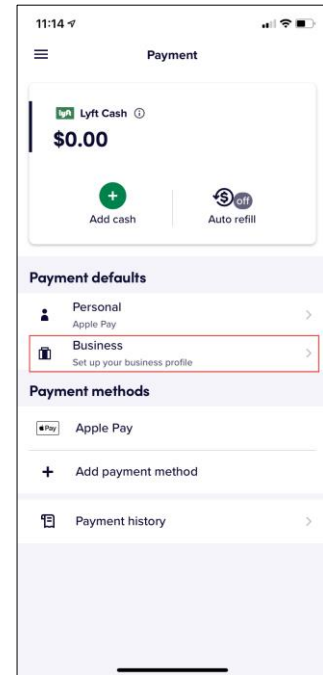 11:14
Payment
lyft Lyft Cash
$0.00
+
Add cash
off
Auto refill
Payment defaults
Personal
Apple Pay
Business
Set up your business profile
Payment methods
Pay Apple Pay
+ Add payment method
Payment history